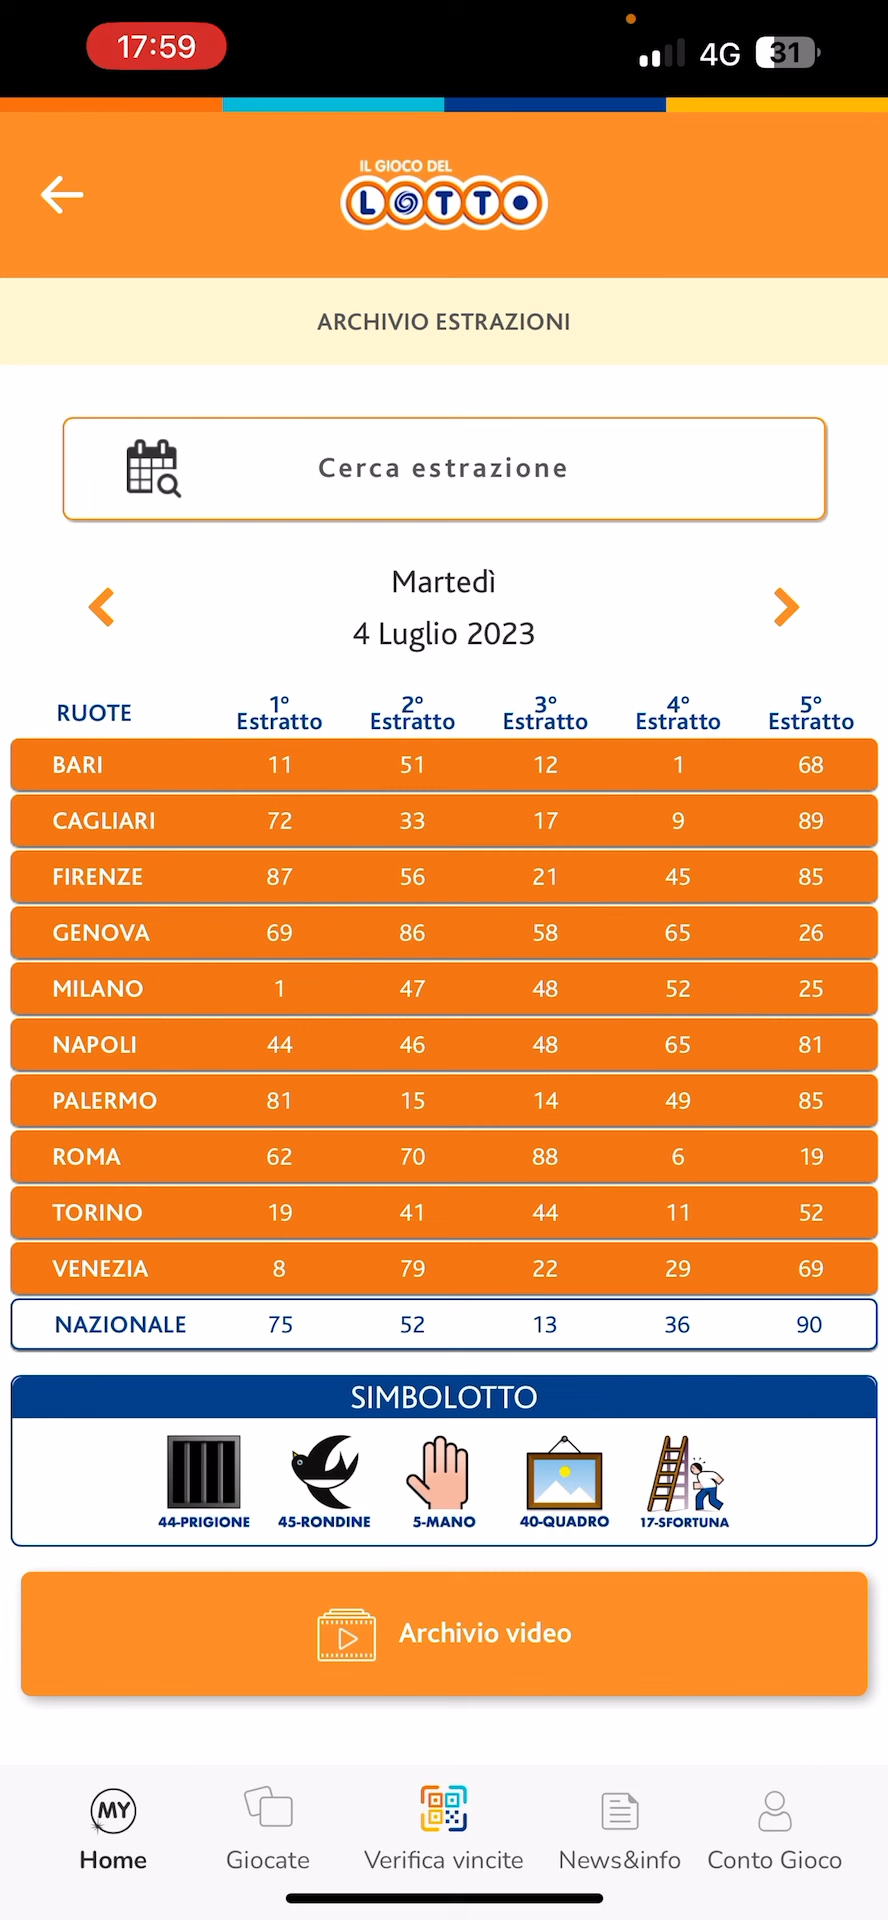 17:59 4G 31
IL GIOCO DEL
LOTTO
ARCHIVIO ESTRAZIONI
Cerca estrazione
Martedì
4 Luglio 2023
RUOTE 1° Estratto 2° Estratto 3° Estratto 4° Estratto 5° Estratto
BARI 11 51 12 1 68
CAGLIARI 72 33 17 9 89
FIRENZE 87 56 21 45 85
GENOVA 69 86 58 65 26
MILANO 1 47 48 52 25
NAPOLI 44 46 48 65 81
PALERMO 81 15 14 49 85
ROMA 62 70 88 6 19
TORINO 19 41 44 11 52
VENEZIA 8 79 22 29 69
NAZIONALE 75 52 13 36 90
SIMBOLOTTO
44-PRIGIONE 45-RONDINE 5-MANO 40-QUADRO 17-SFORTUNA
Archivio video
MY
Home Giocate Verifica vincite News&info Conto Gioco